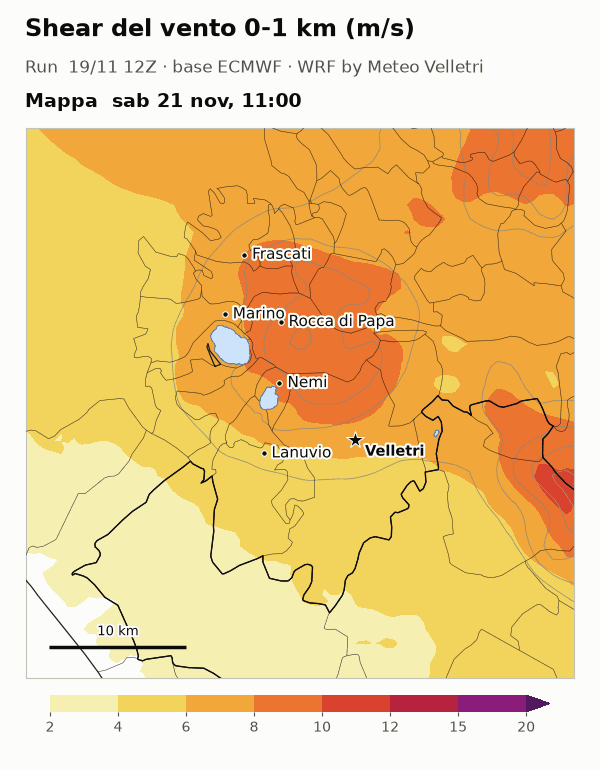 Shear del vento 0-1 km (m/s)
Run  19/11 12Z · base ECMWF · WRF by Meteo Velletri
Mappa  sab 21 nov, 11:00
Frascati
Marino
Rocca di Papa
Nemi
Velletri
Lanuvio
10 km
2 4 6 8 10 12 15 20